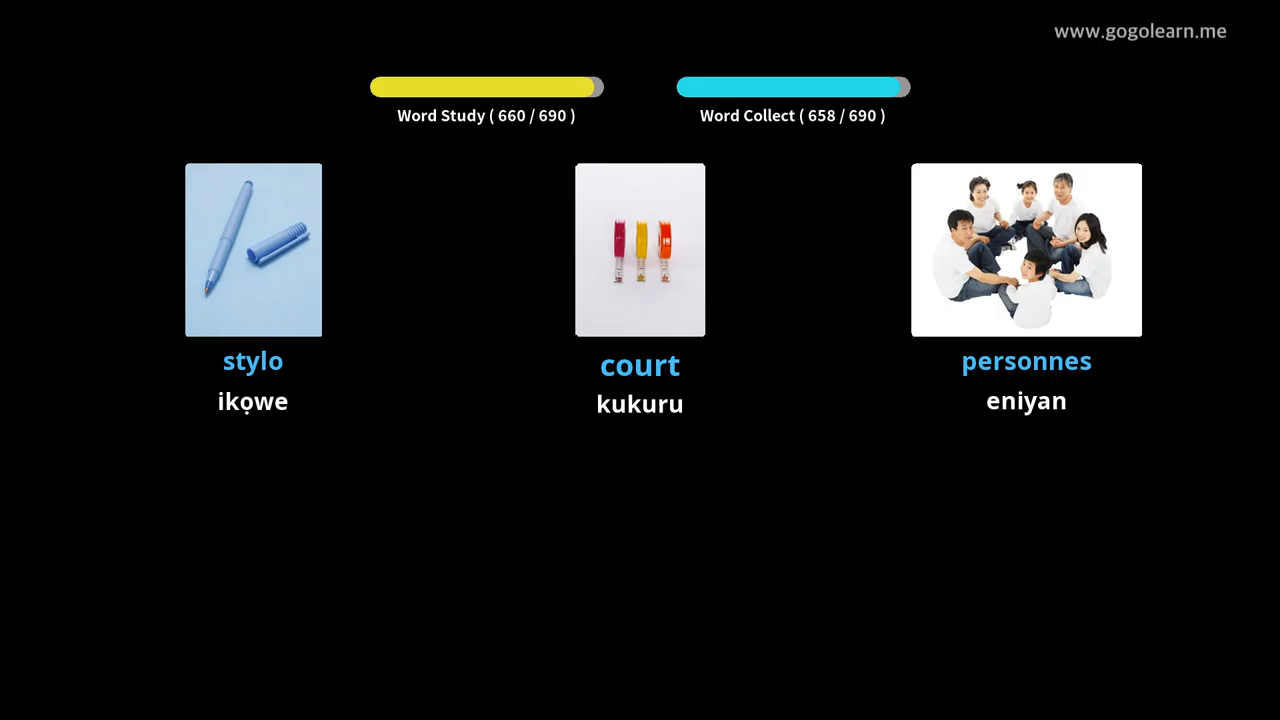 www.gogolearn.me
Word Study ( 660 / 690 )
Word Collect ( 658 / 690 )
stylo
court
personnes
ikọwe
kukuru
eniyan